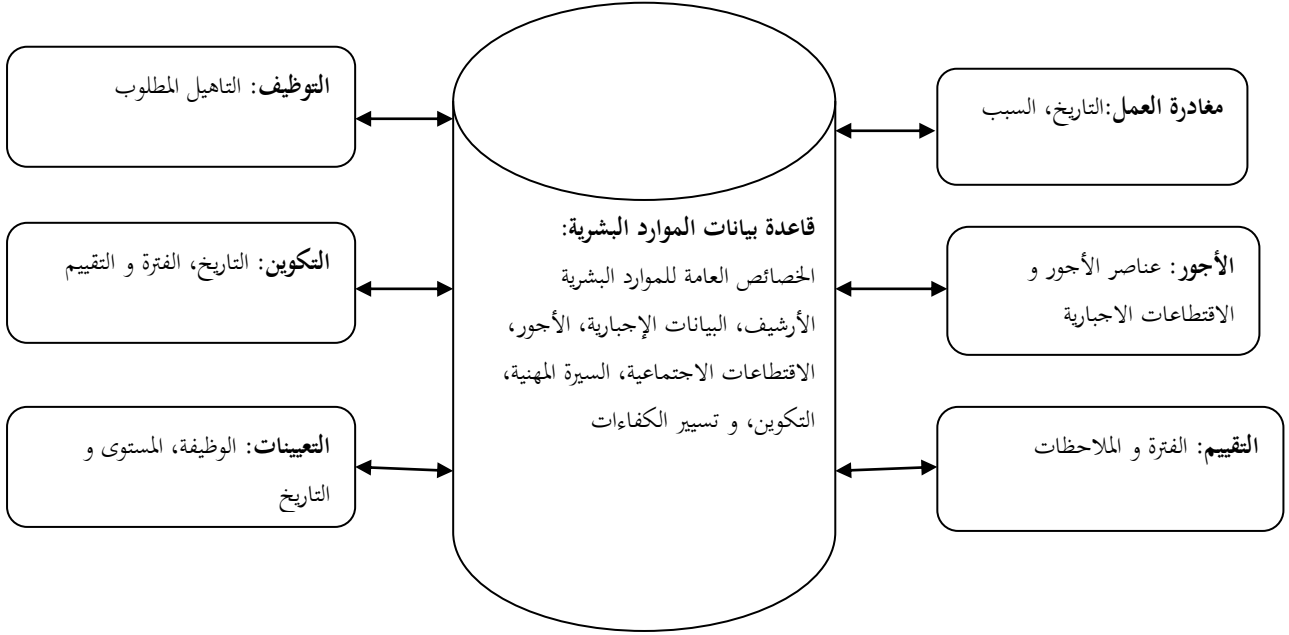 مغادرة العمل:التاريخ، السبب
الأجور: عناصر الأجور و
الاقتطاعات الاجبارية
التقييم: الفترة و الملاحظات
قاعدة بيانات الموارد البشرية:
الخصائص العامة للموارد البشرية
الأرشيف، البيانات الإجبارية، الأجور،
الاقتطاعات الاجتماعية، السيرة المهنية،
التكوين، و تسيير الكفاءات
التوظيف: التاهيل المطلوب
التكوين: التاريخ، الفترة و التقييم
التعيينات: الوظيفة، المستوى و
التاريخ